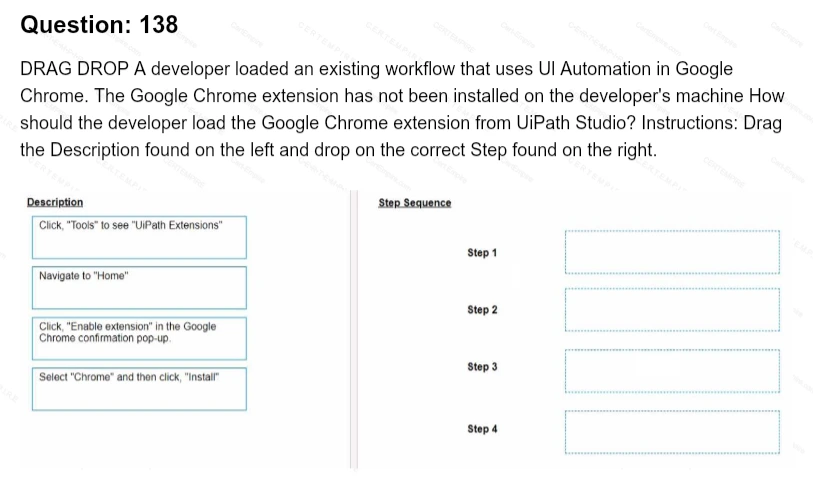 Question: 138
DRAG DROP A developer loaded an existing workflow that uses UI Automation in Google
Chrome. The Google Chrome extension has not been installed on the developer's machine How
should the developer load the Google Chrome extension from UiPath Studio? Instructions: Drag
the Description found on the left and drop on the correct Step found on the right.
Description
Click, "Tools" to see "UiPath Extensions"
Navigate to "Home"
Click, "Enable extension" in the Google
Chrome confirmation pop-up.
Select "Chrome" and then click, "Install"
Step Sequence
Step 1
Step 2
Step 3
Step 4